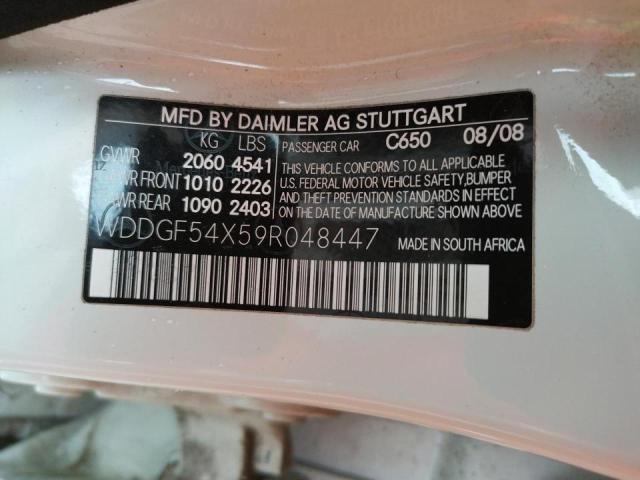 MFD BY DAIMLER AG STUTTGART
KG LBS PASSENGER CAR C650 08/08
GVWR 2060 4541 THIS VEHICLE CONFORMS TO ALL APPLICABLE
WR FRONT 1010 2226 U.S. FEDERAL MOTOR VEHICLE SAFETY,BUMPER
AND THEFT PREVENTION STANDARDS IN EFFECT
WR REAR 1090 2403 ON THE DATE OF MANUFACTURE SHOWN ABOVE.
WDDGF54X59R048447 MADE IN SOUTH AFRICA